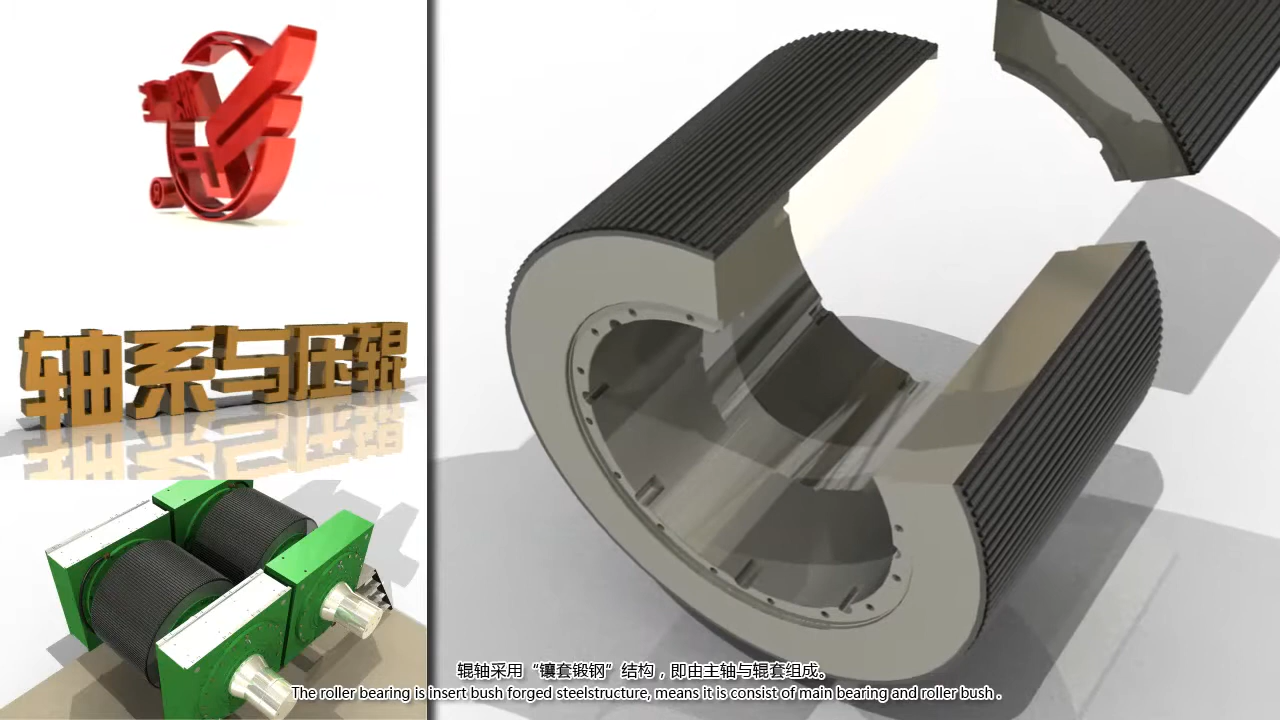 轴系与压辊
辊轴采用“镶套锻钢”结构，即由主轴与辊套组成。
The roller bearing is insert bush forged steelstructure, means it is consist of main bearing and roller bush .